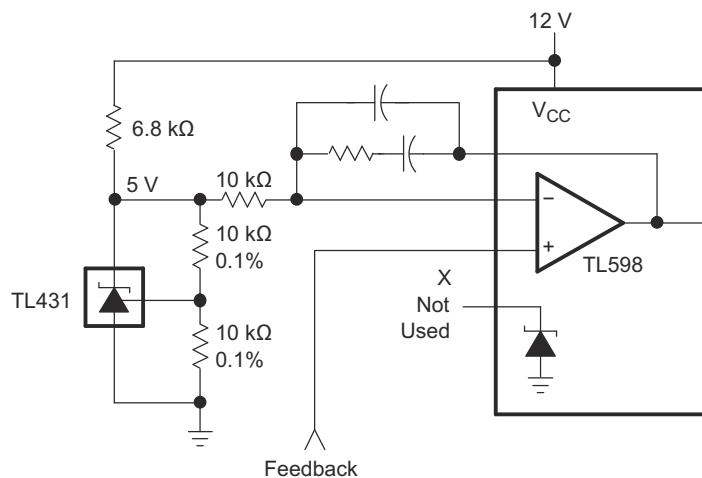 12 V
V_CC
6.8 kΩ
5 V
10 kΩ
10 kΩ
0.1%
TL431
10 kΩ
0.1%
−
+
TL598
X
Not
Used
Feedback